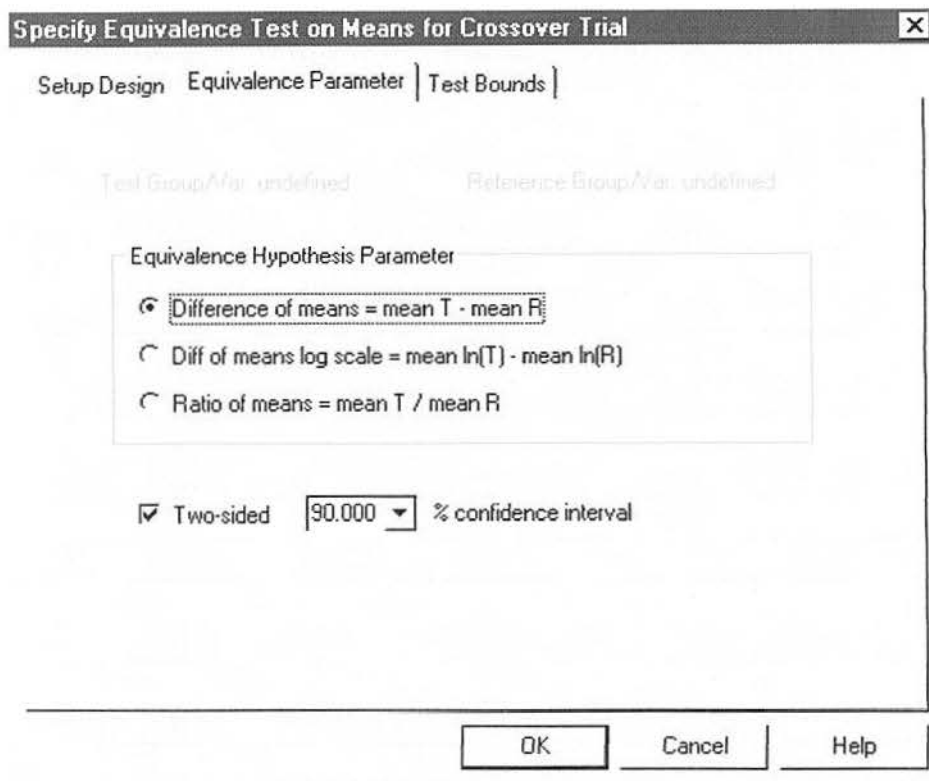 Specify Equivalence Test on Means for Crossover Trial
Setup Design Equivalence Parameter Test Bounds
Test Group/Var. undefined Reference Group/Var. undefined
Equivalence Hypothesis Parameter
Difference of means = mean T - mean R
Diff of means log scale = mean ln(T) - mean ln(R)
Ratio of means = mean T / mean R
Two-sided 90.000 % confidence interval
OK Cancel Help